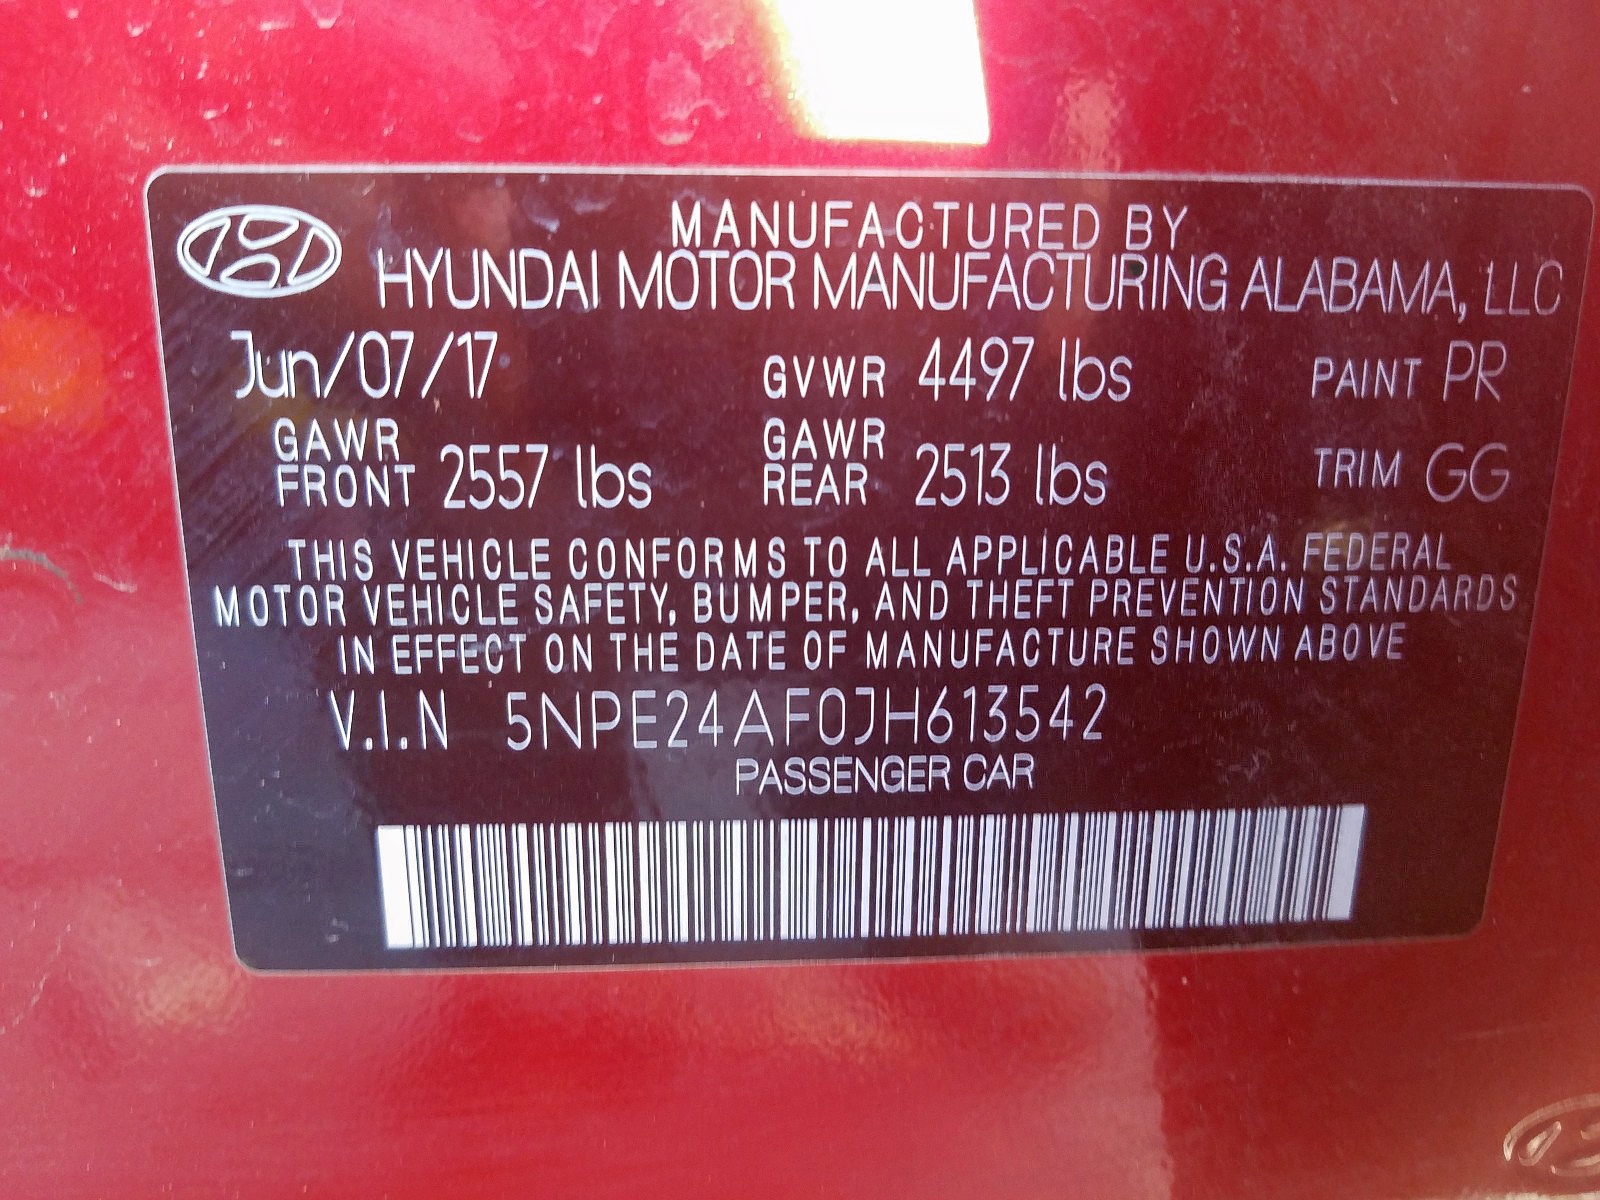 MANUFACTURED BY
HYUNDAI MOTOR MANUFACTURING ALABAMA, LLC
Jun/07/17 GVWR 4497 lbs PAINT PR
GAWR FRONT 2557 lbs GAWR REAR 2513 lbs TRIM GG
THIS VEHICLE CONFORMS TO ALL APPLICABLE U.S.A. FEDERAL
MOTOR VEHICLE SAFETY, BUMPER, AND THEFT PREVENTION STANDARDS
IN EFFECT ON THE DATE OF MANUFACTURE SHOWN ABOVE
V.I.N 5NPE24AF0JH613542
PASSENGER CAR